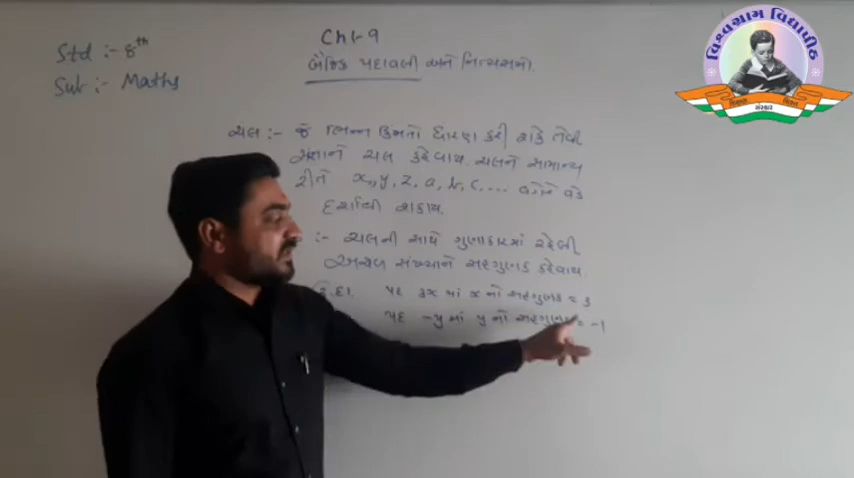 Std :- 8th
Sub :- Maths
Ch:-9
બૈજિક પદાવલી અને નિત્યસમો.
ચલ :- જે ભિન્ન કિંમતો ધારણ કરી શકે તેવી
સંજ્ઞાને ચલ કહેવાય. ચલને સામાન્ય
રીતે x, y, z, a, b, c, ... વગેરે વડે
દર્શાવી શકાય.
:- ચલની સાથે ગુણાકારમાં રહેલી
અચળ સંખ્યાને સહગુણક કહેવાય.
દા. પદ 3x માં x નો સહગુણક = 3
પદ -y માં y નો સહગુણક = -1
વિશ્વગ્રામ વિદ્યાપીઠ
શિક્ષણ
સંસ્કાર